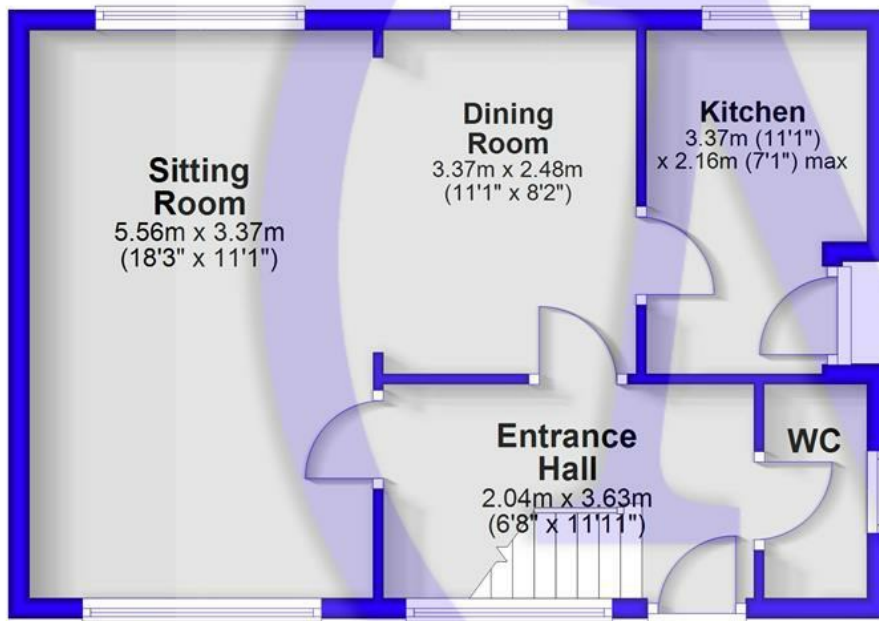 Sitting
Room
5.56m x 3.37m
(18'3" x 11'1")
Dining
Room
3.37m x 2.48m
(11'1" x 8'2")
Kitchen
3.37m (11'1")
x 2.16m (7'1") max
Entrance
Hall
2.04m x 3.63m
(6'8" x 11'11")
WC